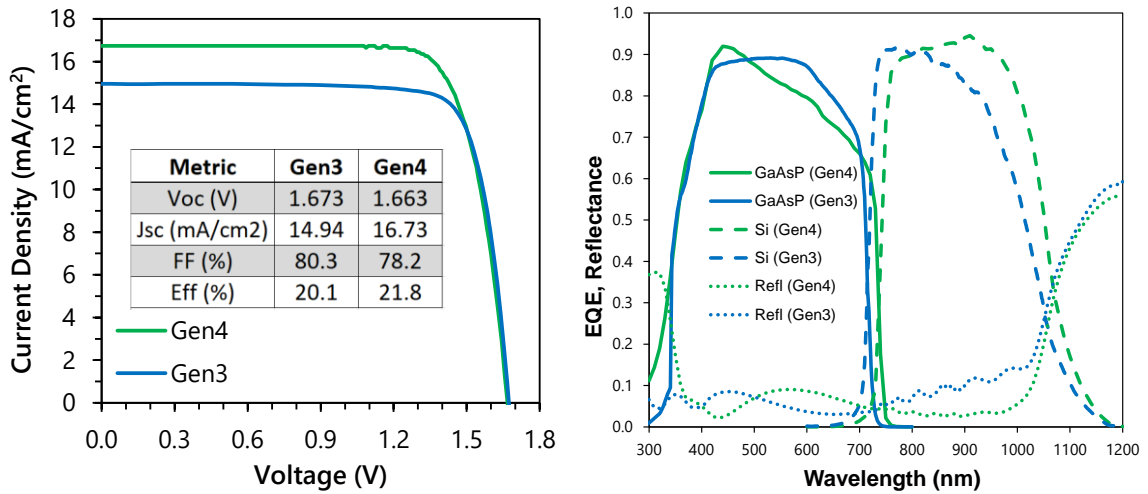 Current Density (mA/cm²)
18
16
14
12
10
8
6
4
2
0
Metric Gen3 Gen4
Voc (V) 1.673 1.663
Jsc (mA/cm2) 14.94 16.73
FF (%) 80.3 78.2
Eff (%) 20.1 21.8
Gen4
Gen3
0.0 0.3 0.6 0.9 1.2 1.5 1.8
Voltage (V)
EQE, Reflectance
1.0
0.9
0.8
0.7
0.6
0.5
0.4
0.3
0.2
0.1
0.0
GaAsP (Gen4)
GaAsP (Gen3)
Si (Gen4)
Si (Gen3)
Refl (Gen4)
Refl (Gen3)
300 400 500 600 700 800 900 1000 1100 1200
Wavelength (nm)